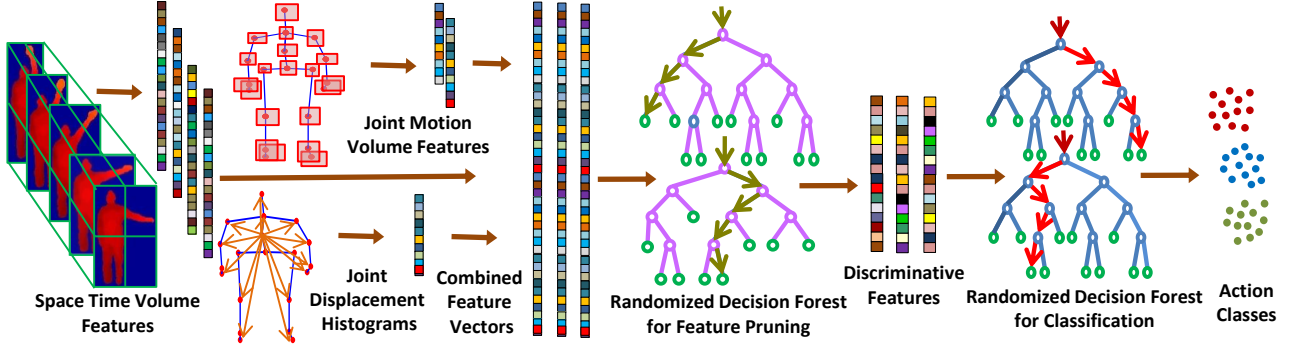 Space Time Volume
Features
Joint Motion
Volume Features
Joint
Displacement
Histograms
Combined
Feature
Vectors
Randomized Decision Forest
for Feature Pruning
Discriminative
Features
Randomized Decision Forest
for Classification
Action
Classes